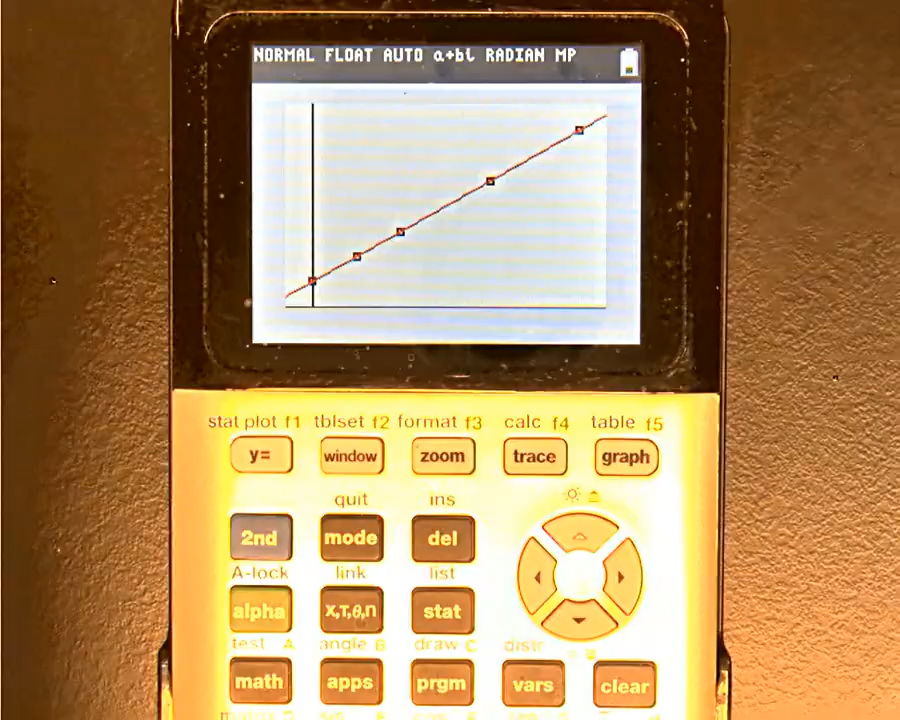 NORMAL FLOAT AUTO a+bi RADIAN MP
stat plot f1 tblset f2 format f3 calc f4 table f5
y= window zoom trace graph
quit ins
2nd mode del
A-lock link list
alpha X,T,θ,n stat
test A angle B draw C distr
math apps prgm vars clear